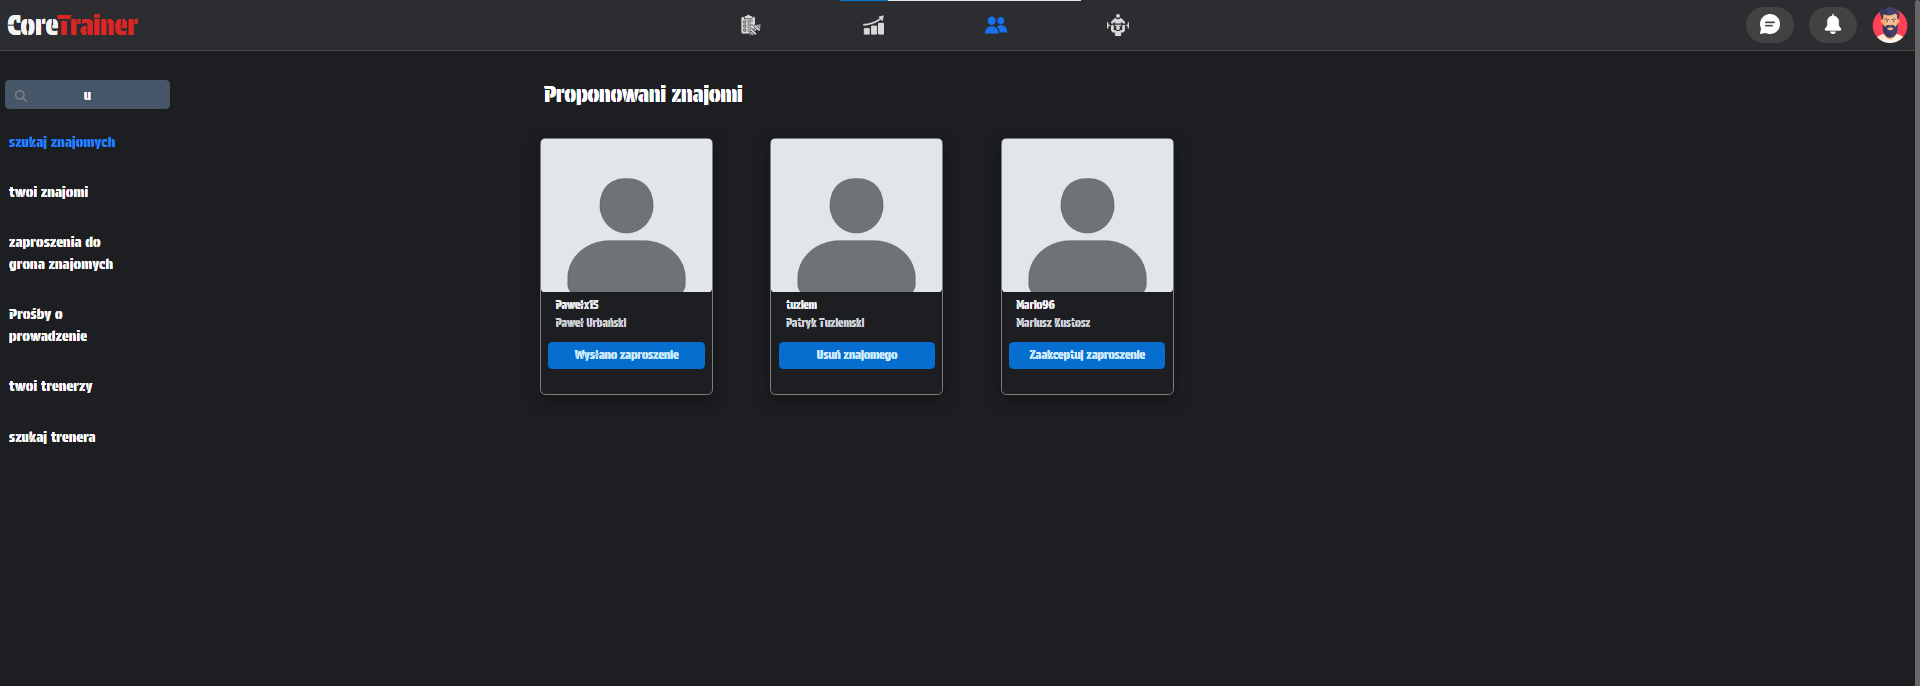 CoreTrainer
u
szukaj znajomych
twoi znajomi
zaproszenia do
grona znajomych
Prośby o
prowadzenie
twoi trenerzy
szukaj trenera
Proponowani znajomi
Pawełx15
Paweł Urbański
Wysłano zaproszenie
tuziem
Patryk Tuziemski
Usuń znajomego
Mario96
Mariusz Kustosz
Zaakceptuj zaproszenie